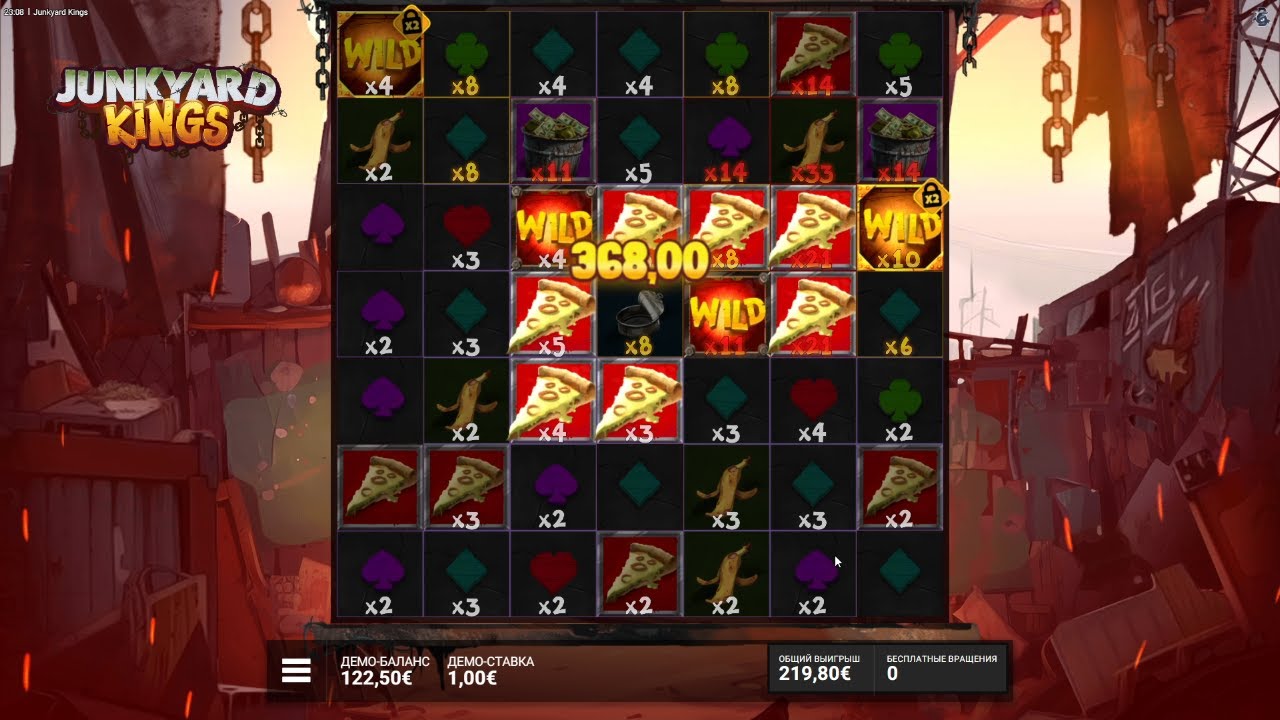 23:08 | Junkyard Kings
JUNKYARD
KINGS
x2
WILD
x4 x8 x4 x4 x8 x14 x5
x2 x8 x11 x5 x14 x33 x14
x2
WILD WILD
x3 x4 x8 x21 x10
368,00
WILD
x2 x3 x5 x8 x11 x21 x6
x2 x4 x3 x3 x4 x2
x3 x2 x3 x3 x2
x2 x3 x2 x2 x2 x2
ДЕМО-БАЛАНС ДЕМО-СТАВКА ОБЩИЙ ВЫИГРЫШ БЕСПЛАТНЫЕ ВРАЩЕНИЯ
122,50€ 1,00€ 219,80€ 0